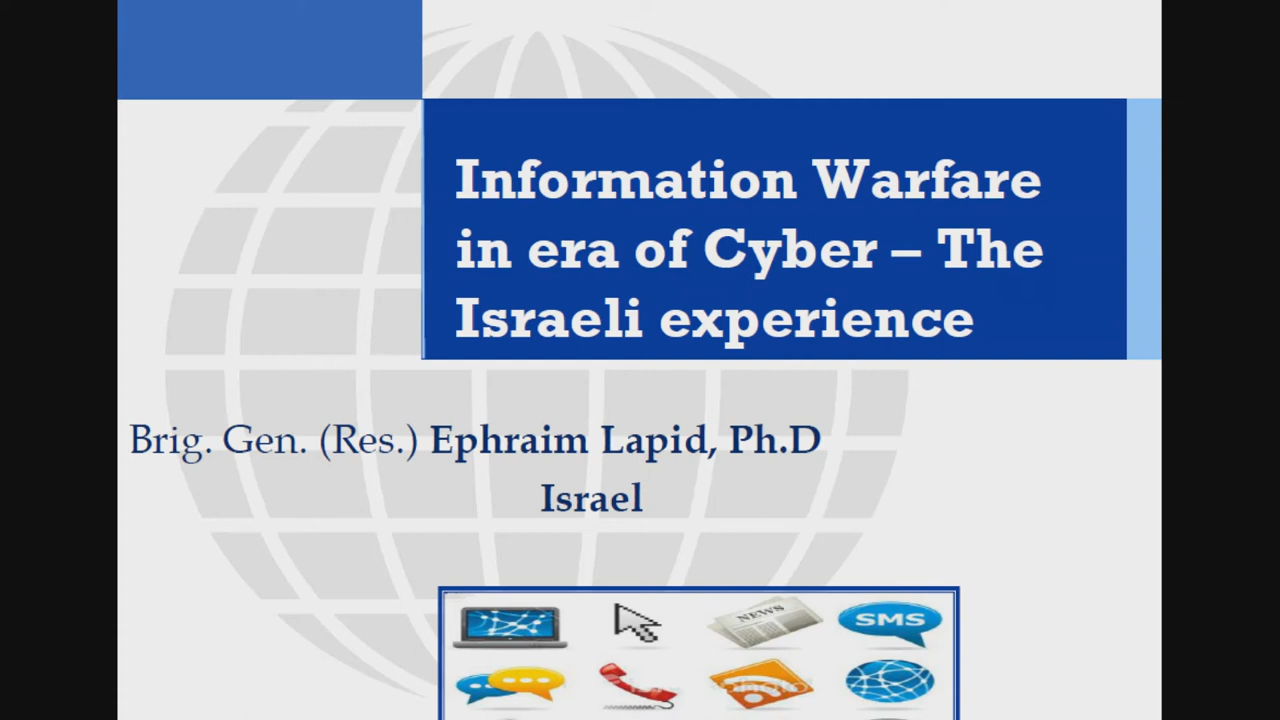 Information Warfare
in era of Cyber – The
Israeli experience
Brig. Gen. (Res.) Ephraim Lapid, Ph.D
Israel
NEWS
SMS